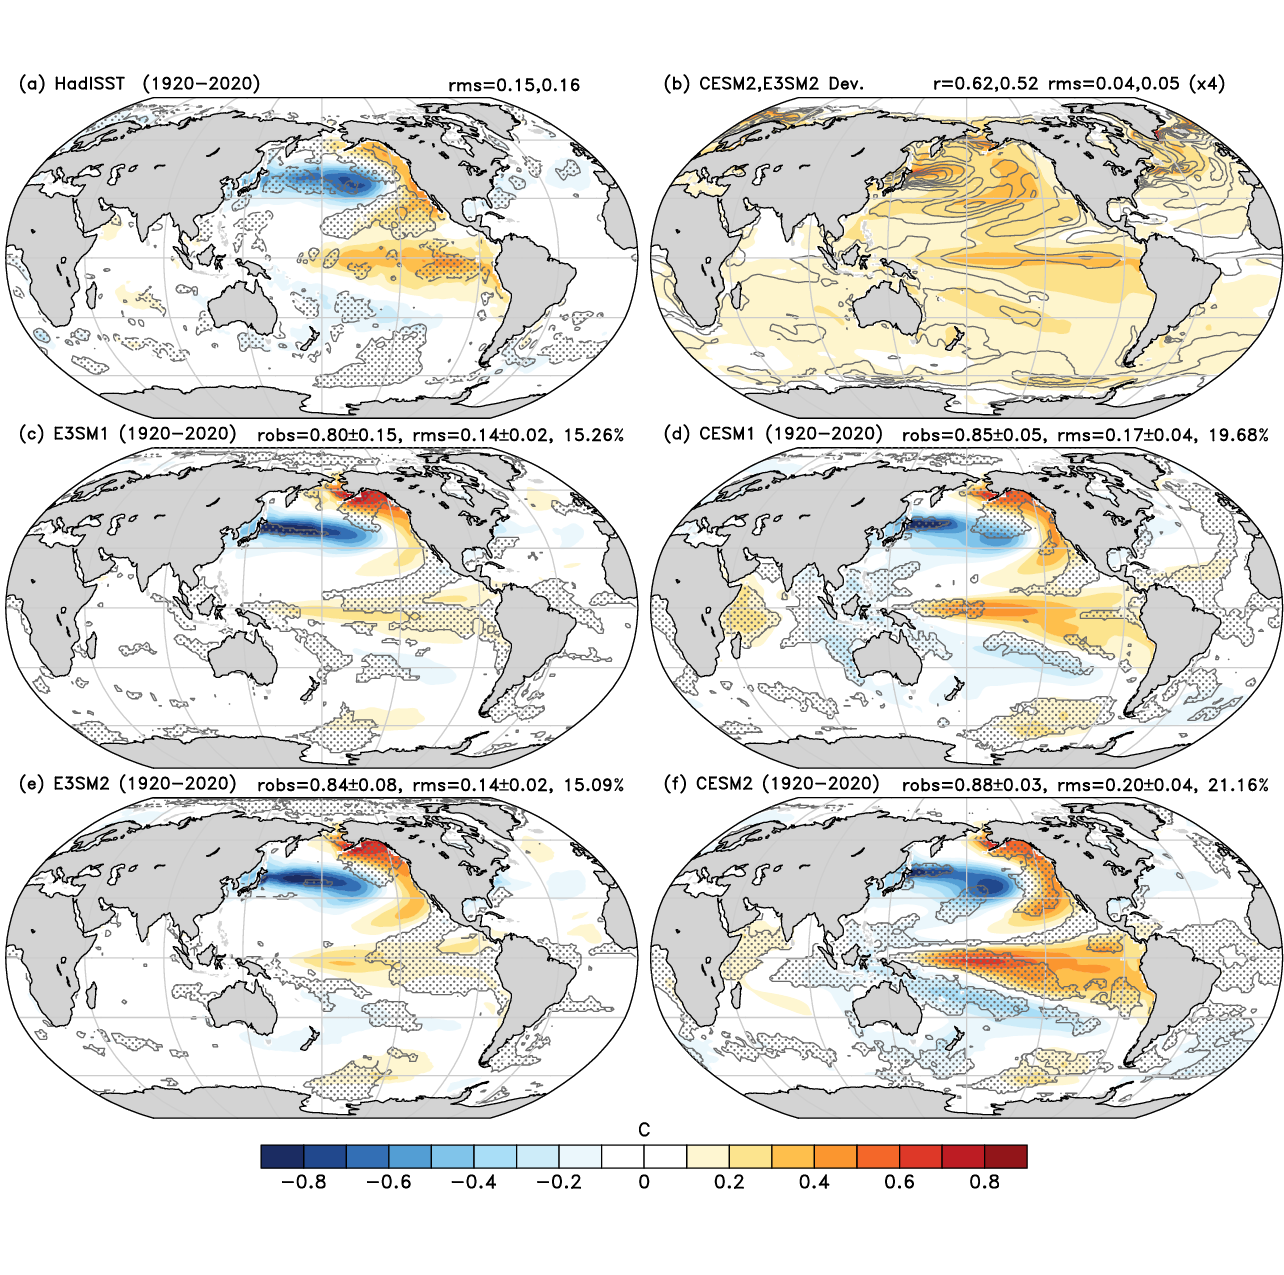 (a) HadISST (1920−2020) rms=0.15,0.16
(b) CESM2,E3SM2 Dev. r=0.62,0.52 rms=0.04,0.05 (x4)
(c) E3SM1 (1920−2020) robs=0.80±0.15, rms=0.14±0.02, 15.26%
(d) CESM1 (1920−2020) robs=0.85±0.05, rms=0.17±0.04, 19.68%
(e) E3SM2 (1920−2020) robs=0.84±0.08, rms=0.14±0.02, 15.09%
(f) CESM2 (1920−2020) robs=0.88±0.03, rms=0.20±0.04, 21.16%
C
−0.8 −0.6 −0.4 −0.2 0 0.2 0.4 0.6 0.8